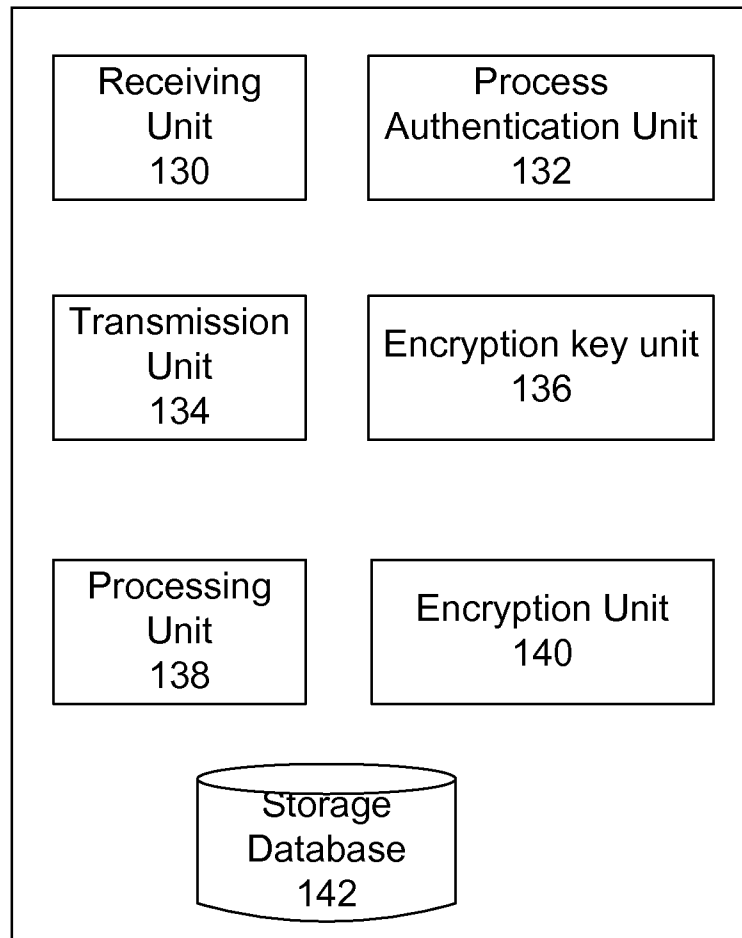 Receiving
Unit
130
Process
Authentication Unit
132
Transmission
Unit
134
Encryption key unit
136
Processing
Unit
138
Encryption Unit
140
Storage
Database
142